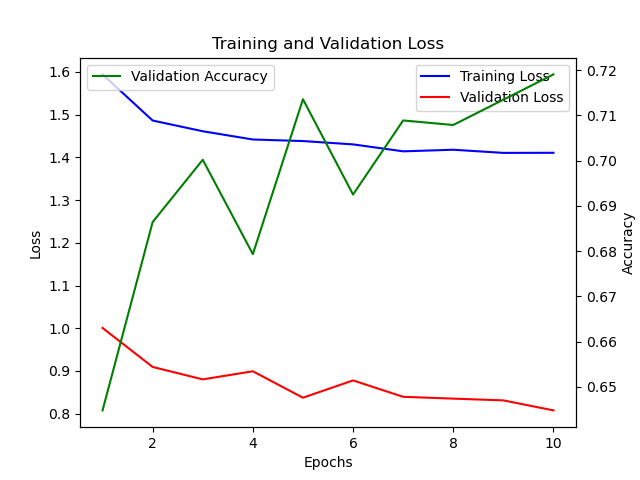 Training and Validation Loss
Validation Accuracy
Training Loss
Validation Loss
1.6
1.5
1.4
1.3
1.2
1.1
1.0
0.9
0.8
Loss
0.72
0.71
0.70
0.69
0.68
0.67
0.66
0.65
Accuracy
2 4 6 8 10
Epochs